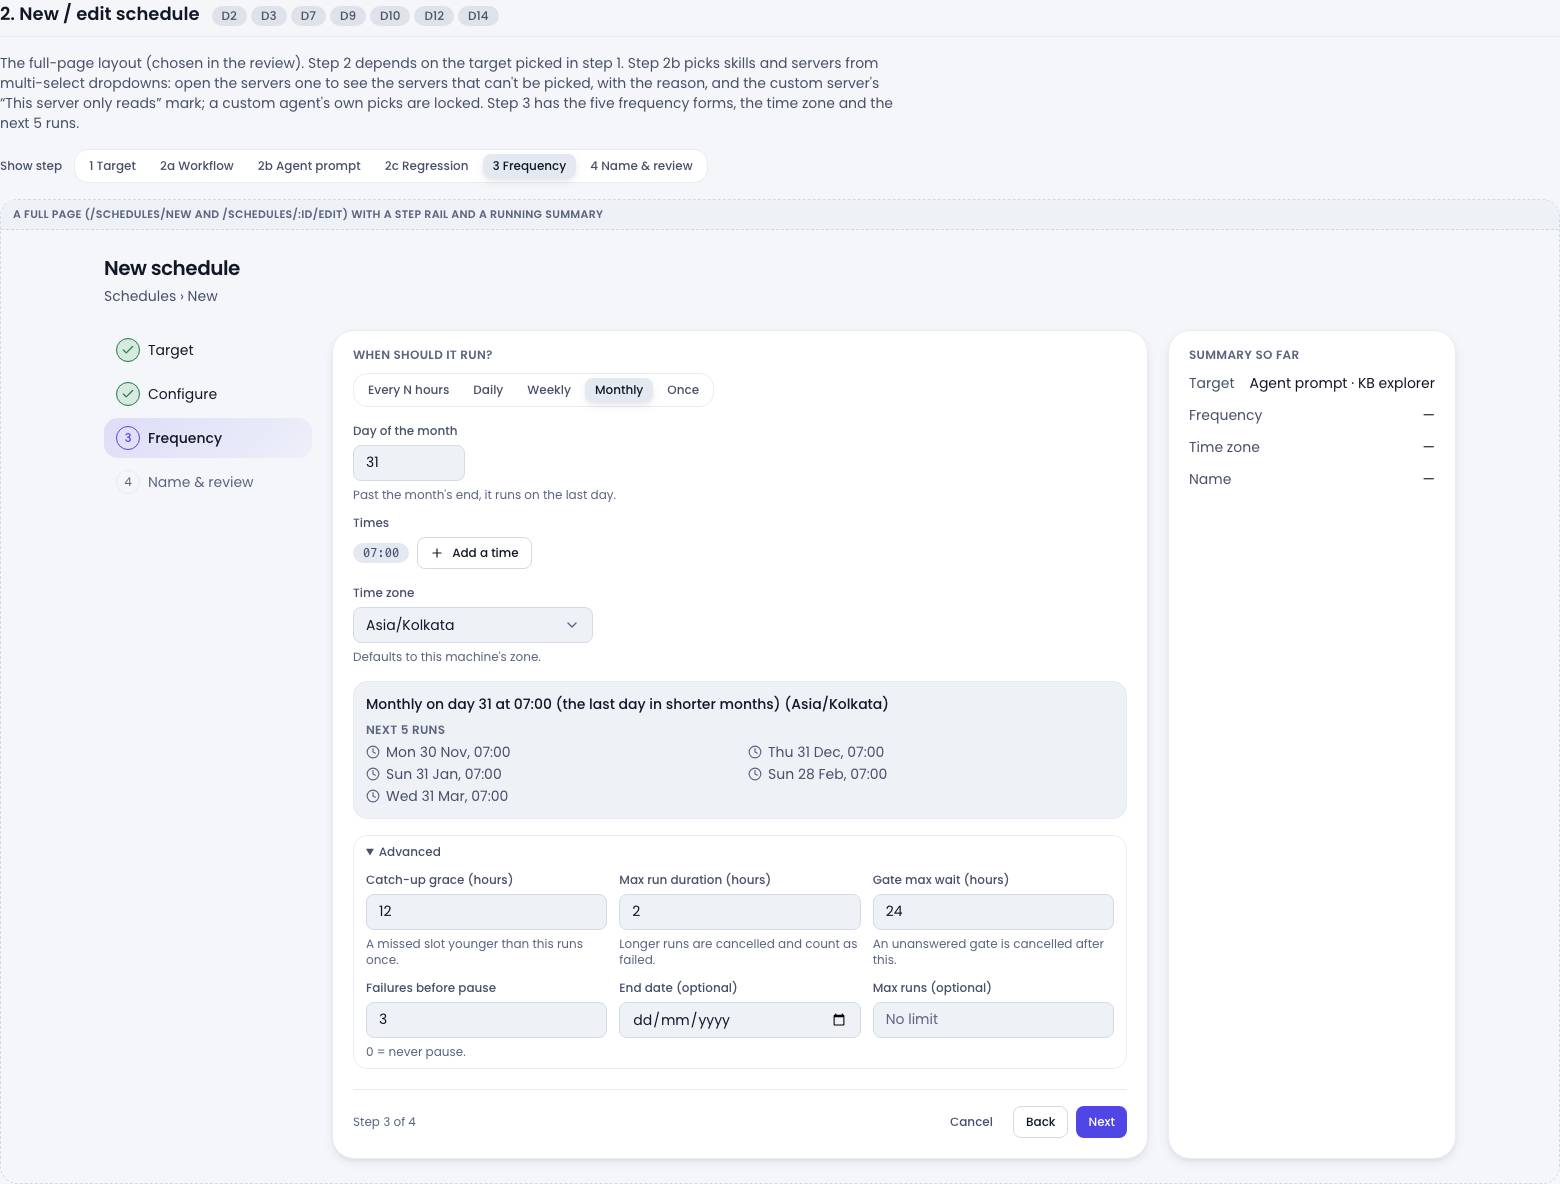 2. New / edit schedule D2 D3 D7 D9 D10 D12 D14
The full-page layout (chosen in the review). Step 2 depends on the target picked in step 1. Step 2b picks skills and servers from
multi-select dropdowns: open the servers one to see the servers that can't be picked, with the reason, and the custom server's
“This server only reads” mark; a custom agent's own picks are locked. Step 3 has the five frequency forms, the time zone and the
next 5 runs.
Show step 1 Target 2a Workflow 2b Agent prompt 2c Regression 3 Frequency 4 Name & review
A FULL PAGE (/SCHEDULES/NEW AND /SCHEDULES/:ID/EDIT) WITH A STEP RAIL AND A RUNNING SUMMARY
New schedule
Schedules › New
Target
Configure
3 Frequency
4 Name & review
WHEN SHOULD IT RUN?
Every N hours Daily Weekly Monthly Once
Day of the month
31
Past the month's end, it runs on the last day.
Times
07:00 + Add a time
Time zone
Asia/Kolkata
Defaults to this machine's zone.
Monthly on day 31 at 07:00 (the last day in shorter months) (Asia/Kolkata)
NEXT 5 RUNS
Mon 30 Nov, 07:00 Thu 31 Dec, 07:00
Sun 31 Jan, 07:00 Sun 28 Feb, 07:00
Wed 31 Mar, 07:00
▼ Advanced
Catch-up grace (hours) Max run duration (hours) Gate max wait (hours)
12 2 24
A missed slot younger than this runs Longer runs are cancelled and count as An unanswered gate is cancelled after
once. failed. this.
Failures before pause End date (optional) Max runs (optional)
3 dd/mm/yyyy No limit
0 = never pause.
Step 3 of 4 Cancel Back Next
SUMMARY SO FAR
Target Agent prompt · KB explorer
Frequency —
Time zone —
Name —